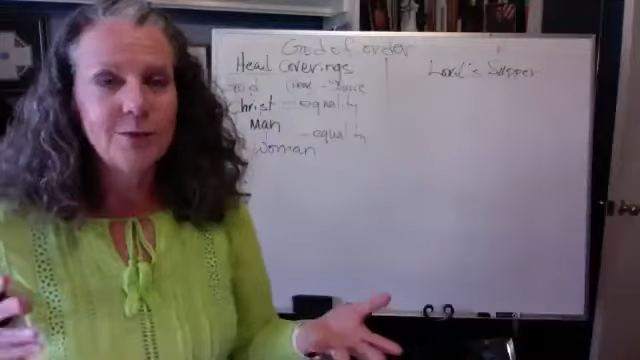 God of order
Head Coverings
Lord's Supper
God
Christ - equality
Man
- equality
Woman